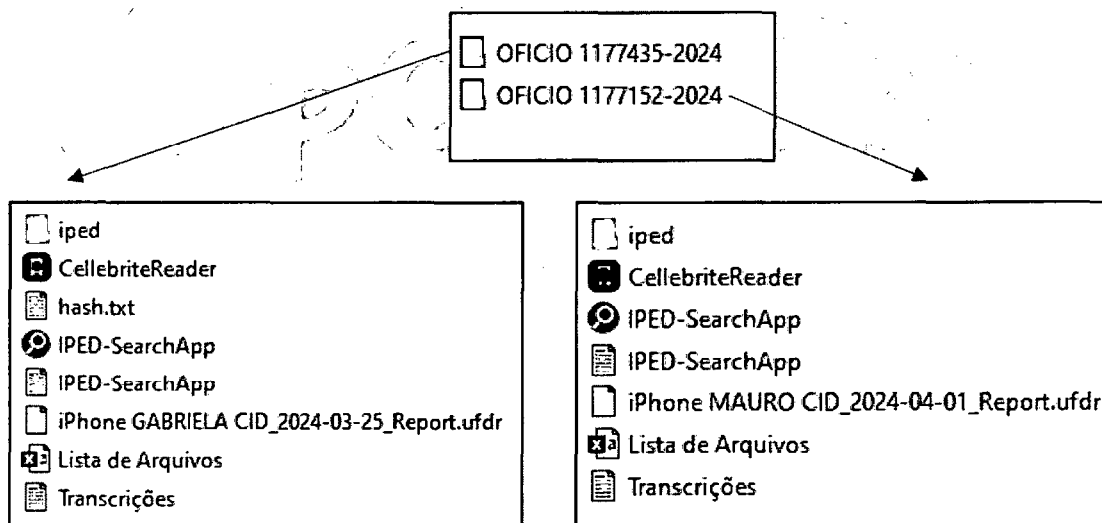 OFICIO 1177435-2024
OFICIO 1177152-2024
iped
CellebriteReader
hash.txt
IPED-SearchApp
IPED-SearchApp
iPhone GABRIELA CID_2024-03-25_Report.ufdr
Lista de Arquivos
Transcrições
iped
CellebriteReader
IPED-SearchApp
IPED-SearchApp
iPhone MAURO CID_2024-04-01_Report.ufdr
Lista de Arquivos
Transcrições